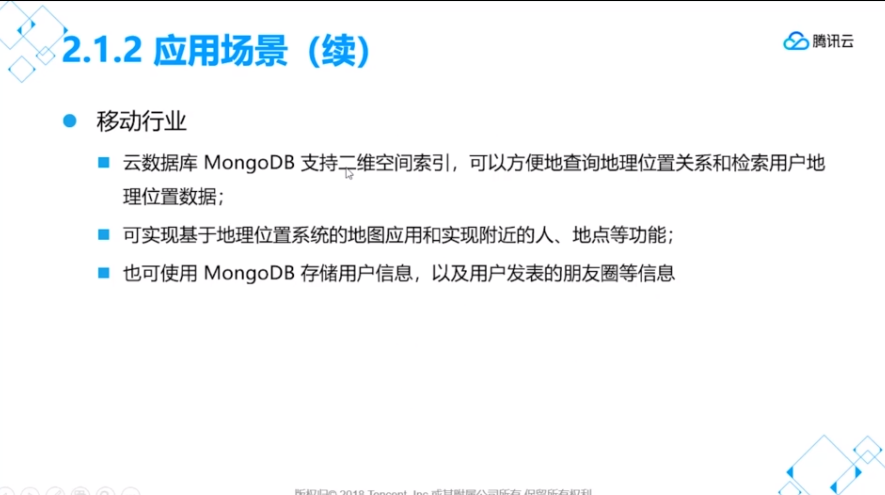 2.1.2 应用场景（续）
腾讯云
移动行业
云数据库 MongoDB 支持二维空间索引，可以方便地查询地理位置关系和检索用户地
理位置数据；
可实现基于地理位置系统的地图应用和实现附近的人、地点等功能；
也可使用 MongoDB 存储用户信息，以及用户发表的朋友圈等信息
版权归© 2018 Tencent, Inc 或其附属公司所有 保留所有权利